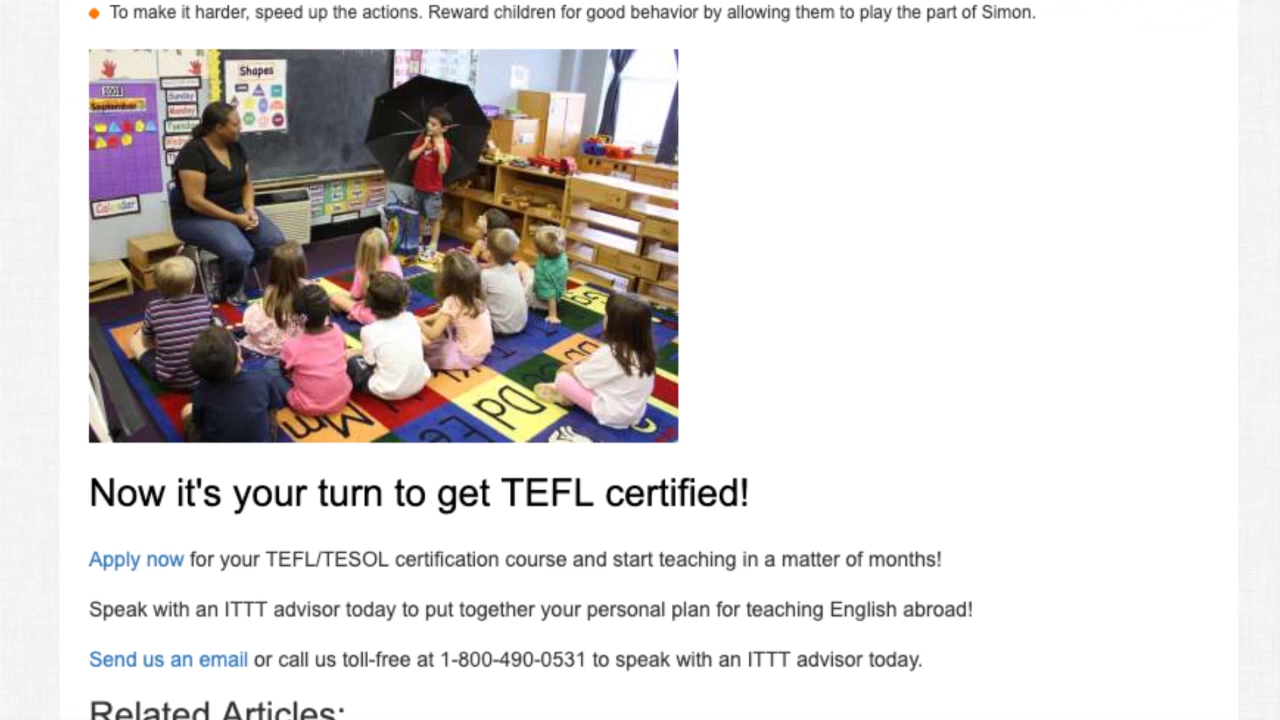 To make it harder, speed up the actions. Reward children for good behavior by allowing them to play the part of Simon.
Shapes
September
Sunday
Monday
Calendar
Mm
Dd
Now it's your turn to get TEFL certified!
Apply now for your TEFL/TESOL certification course and start teaching in a matter of months!
Speak with an ITTT advisor today to put together your personal plan for teaching English abroad!
Send us an email or call us toll-free at 1-800-490-0531 to speak with an ITTT advisor today.
Related Articles: